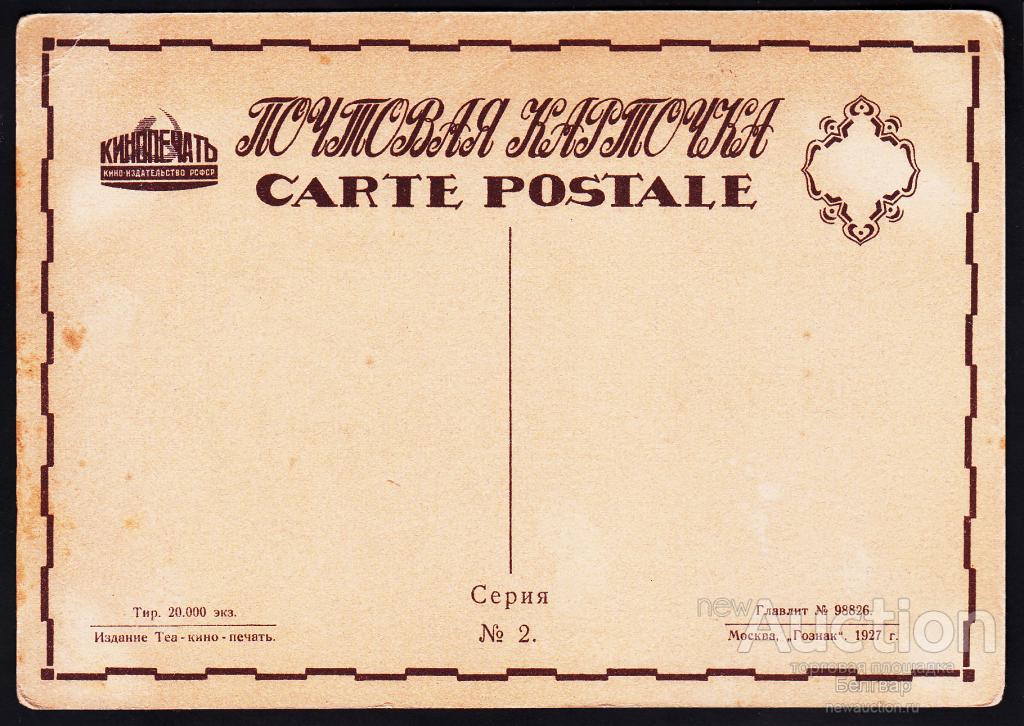 ПОЧТОВАЯ КАРТОЧКА
КИНОПЕЧАТЬ
КИНО-ИЗДАТЕЛЬСТВО РСФСР
CARTE POSTALE
Тир. 20.000 экз.
Издание Теа-кино-печать.
Серия
№ 2.
Главлит № 98826.
Москва, „Гознак“. 1927 г.
newAuction
торговая площадка
Белгвар
newauction.ru